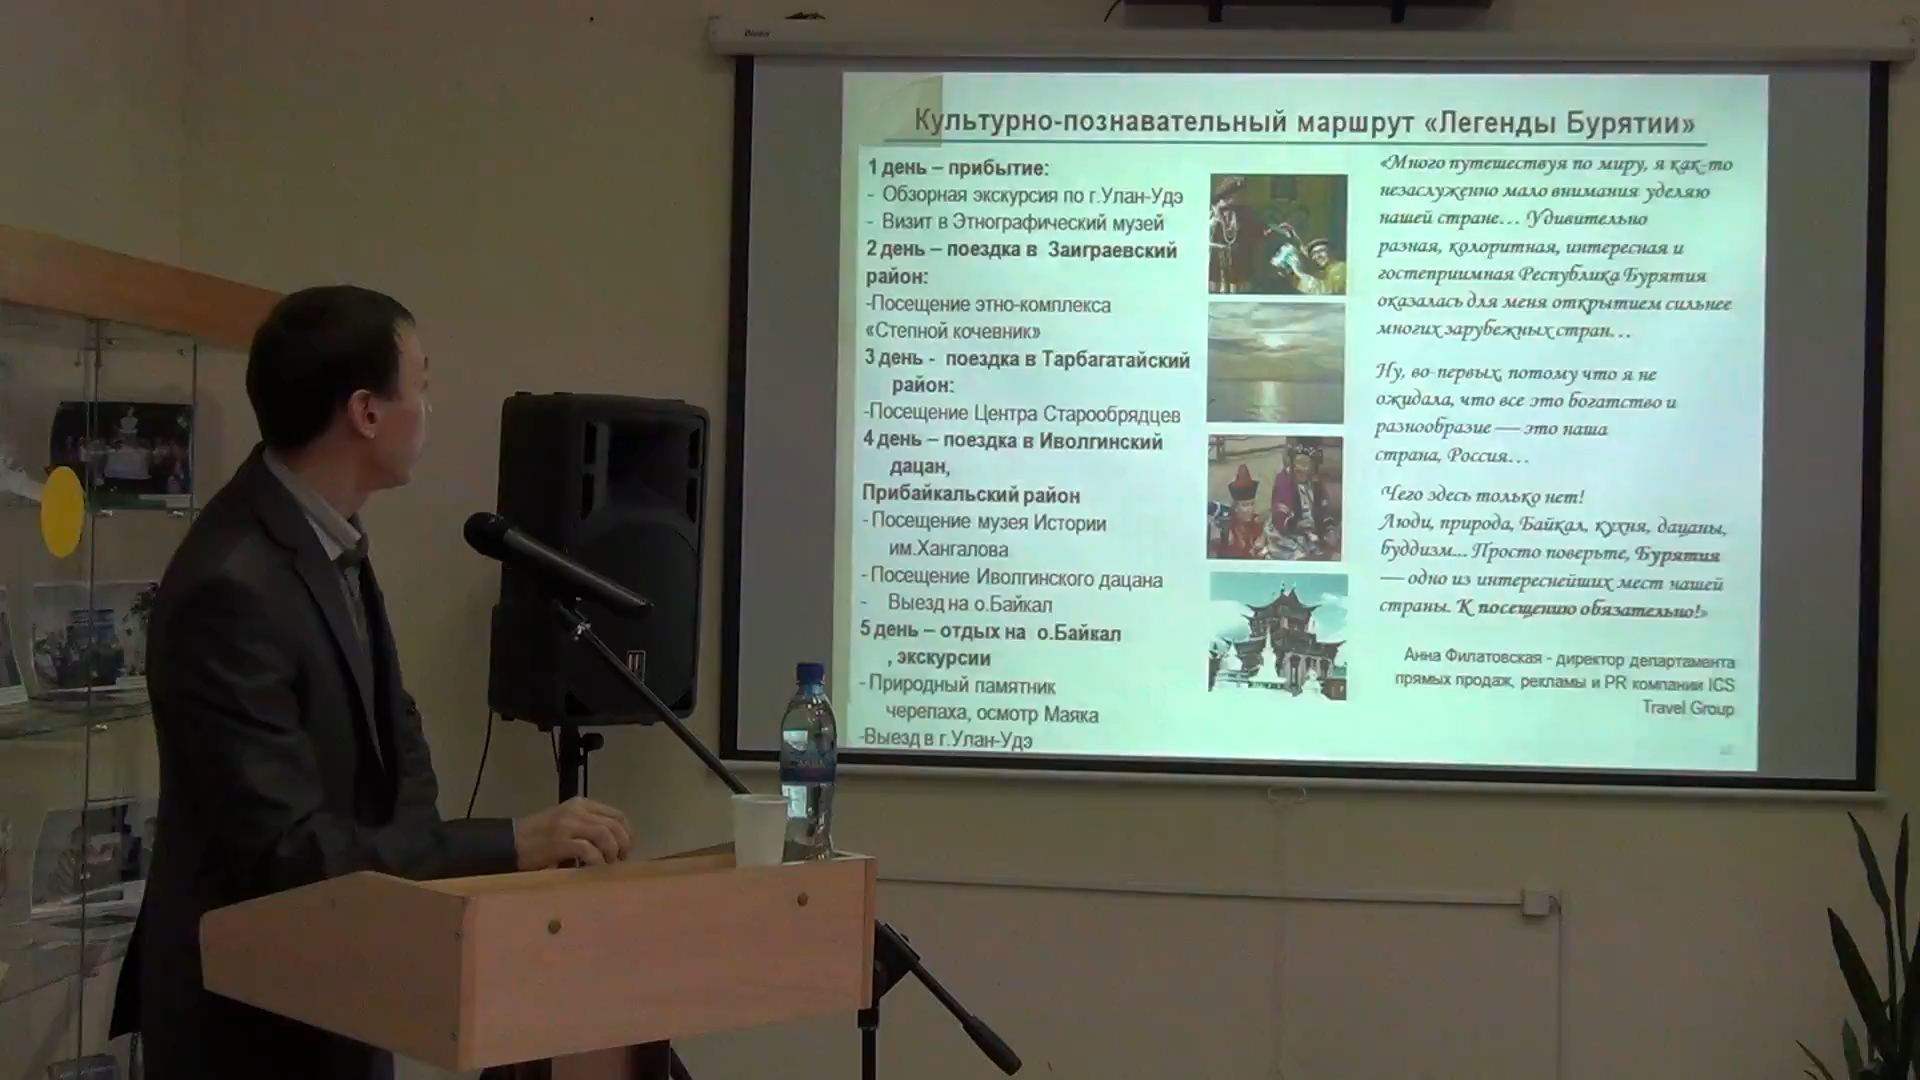 Культурно-познавательный маршрут «Легенды Бурятии»
1 день – прибытие:
- Обзорная экскурсия по г.Улан-Удэ
- Визит в Этнографический музей
2 день – поездка в Заиграевский
район:
-Посещение этно-комплекса
«Степной кочевник»
3 день - поездка в Тарбагатайский
район:
-Посещение Центра Старообрядцев
4 день – поездка в Иволгинский
дацан,
Прибайкальский район
- Посещение музея Истории
им.Хангалова
- Посещение Иволгинского дацана
- Выезд на о.Байкал
5 день – отдых на о.Байкал
, экскурсии
- Природный памятник
черепаха, осмотр Маяка
-Выезд в г.Улан-Удэ
«Много путешествуя по миру, я как-то
незаслуженно мало внимания уделяю
нашей стране… Удивительно
разная, колоритная, интересная и
гостеприимная Республика Бурятия
оказалась для меня открытием сильнее
многих зарубежных стран…
Ну, во-первых, потому что я не
ожидала, что все это богатство и
разнообразие — это наша
страна, Россия…
Чего здесь только нет!
Люди, природа, Байкал, кухня, дацаны,
буддизм... Просто поверьте, Бурятия
— одно из интереснейших мест нашей
страны. К посещению обязательно!»
Анна Филатовская - директор департамента
прямых продаж, рекламы и PR компании ICS
Travel Group